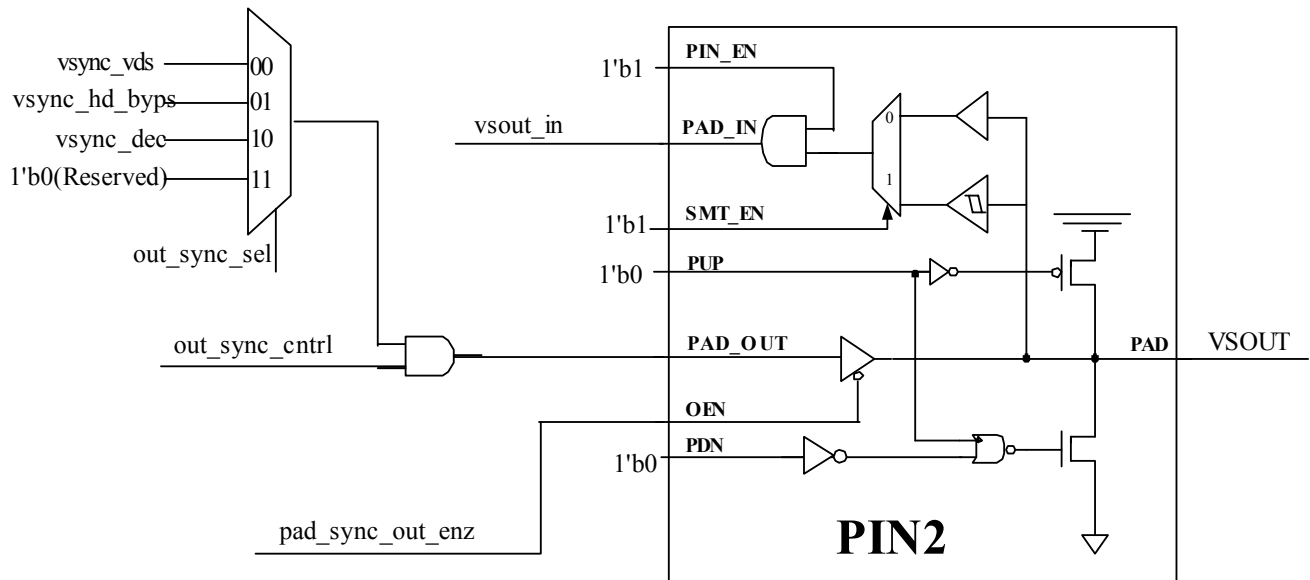 vsync_vds
00
vsync_hd_byps
01
vsync_dec
10
1'b0(Reserved)
11
out_sync_sel
out_sync_cntrl
pad_sync_out_enz
vsout_in
1'b1
PIN_EN
PAD_IN
0
1
1'b1
SMT_EN
1'b0
PUP
PAD_OUT
PAD
VSOUT
OEN
1'b0
PDN
PIN2